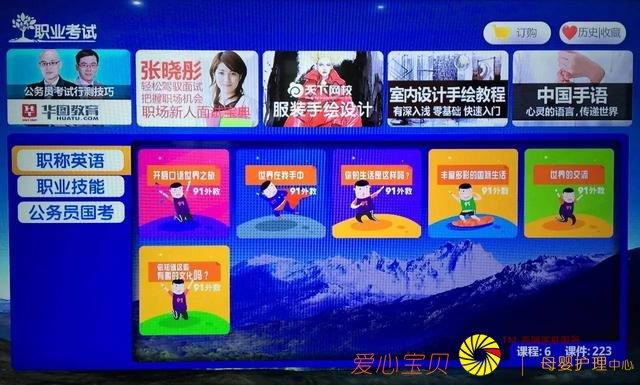 职业考试
订购
历史|收藏
公务员考试行测技巧
华图教育
HUATU.COM
张晓彤
轻松驾驭面试
把握职场机会
职场新人面试宝典
天下网校
服装手绘设计
室内设计手绘教程
有深入浅 零基础 快速入门
中国手语
心灵的语言，传递世界
职称英语
职业技能
公务员国考
开启口语世界之旅
91外教
世界在我手中
91外教
你的生活是这样吗？
91外教
丰富多彩的国际生活
91外教
世界的交流
91外教
你知道这些
有趣的文化吗？
91外教
课程: 6 课件: 223
爱心宝贝
母婴护理中心